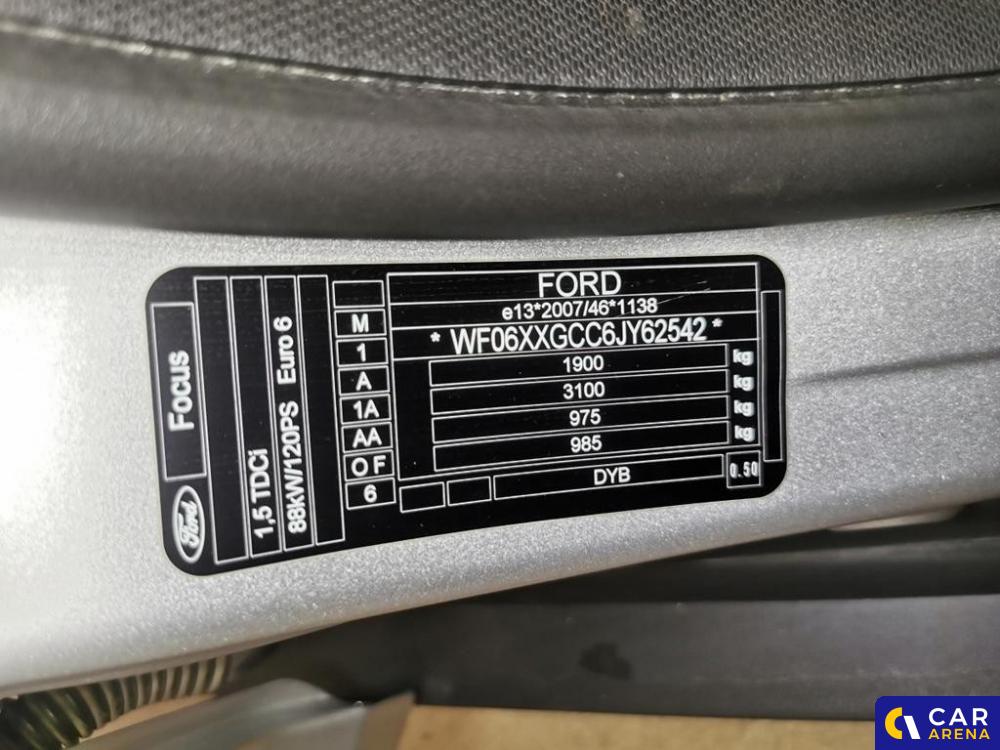 FORD
e13*2007/46*1138
* WF06XXGCC6JY62542 *
1900 kg
3100 kg
975 kg
985 kg
DYB
0.50
M
1
A
1A
AA
O F
6
Focus
Ford
1,5 TDCi
88kW/120PS Euro 6
CAR
ARENA